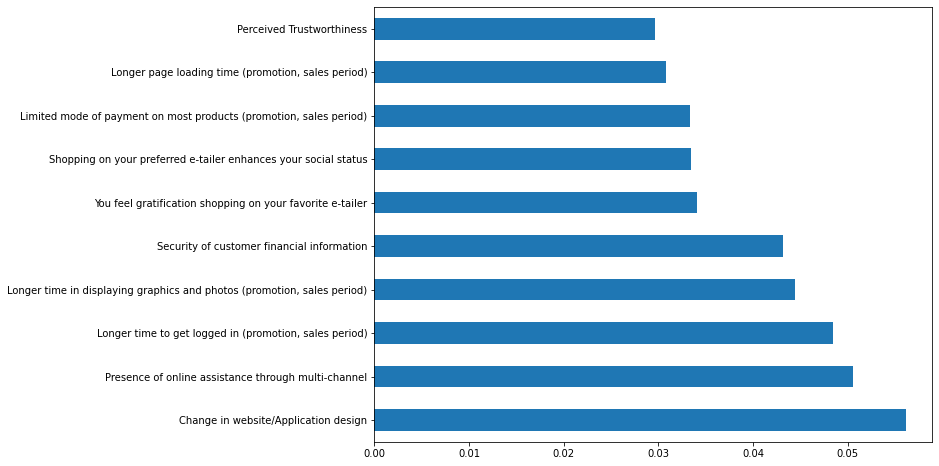 Perceived Trustworthiness
Longer page loading time (promotion, sales period)
Limited mode of payment on most products (promotion, sales period)
Shopping on your preferred e-tailer enhances your social status
You feel gratification shopping on your favorite e-tailer
Security of customer financial information
Longer time in displaying graphics and photos (promotion, sales period)
Longer time to get logged in (promotion, sales period)
Presence of online assistance through multi-channel
Change in website/Application design
0.00 0.01 0.02 0.03 0.04 0.05